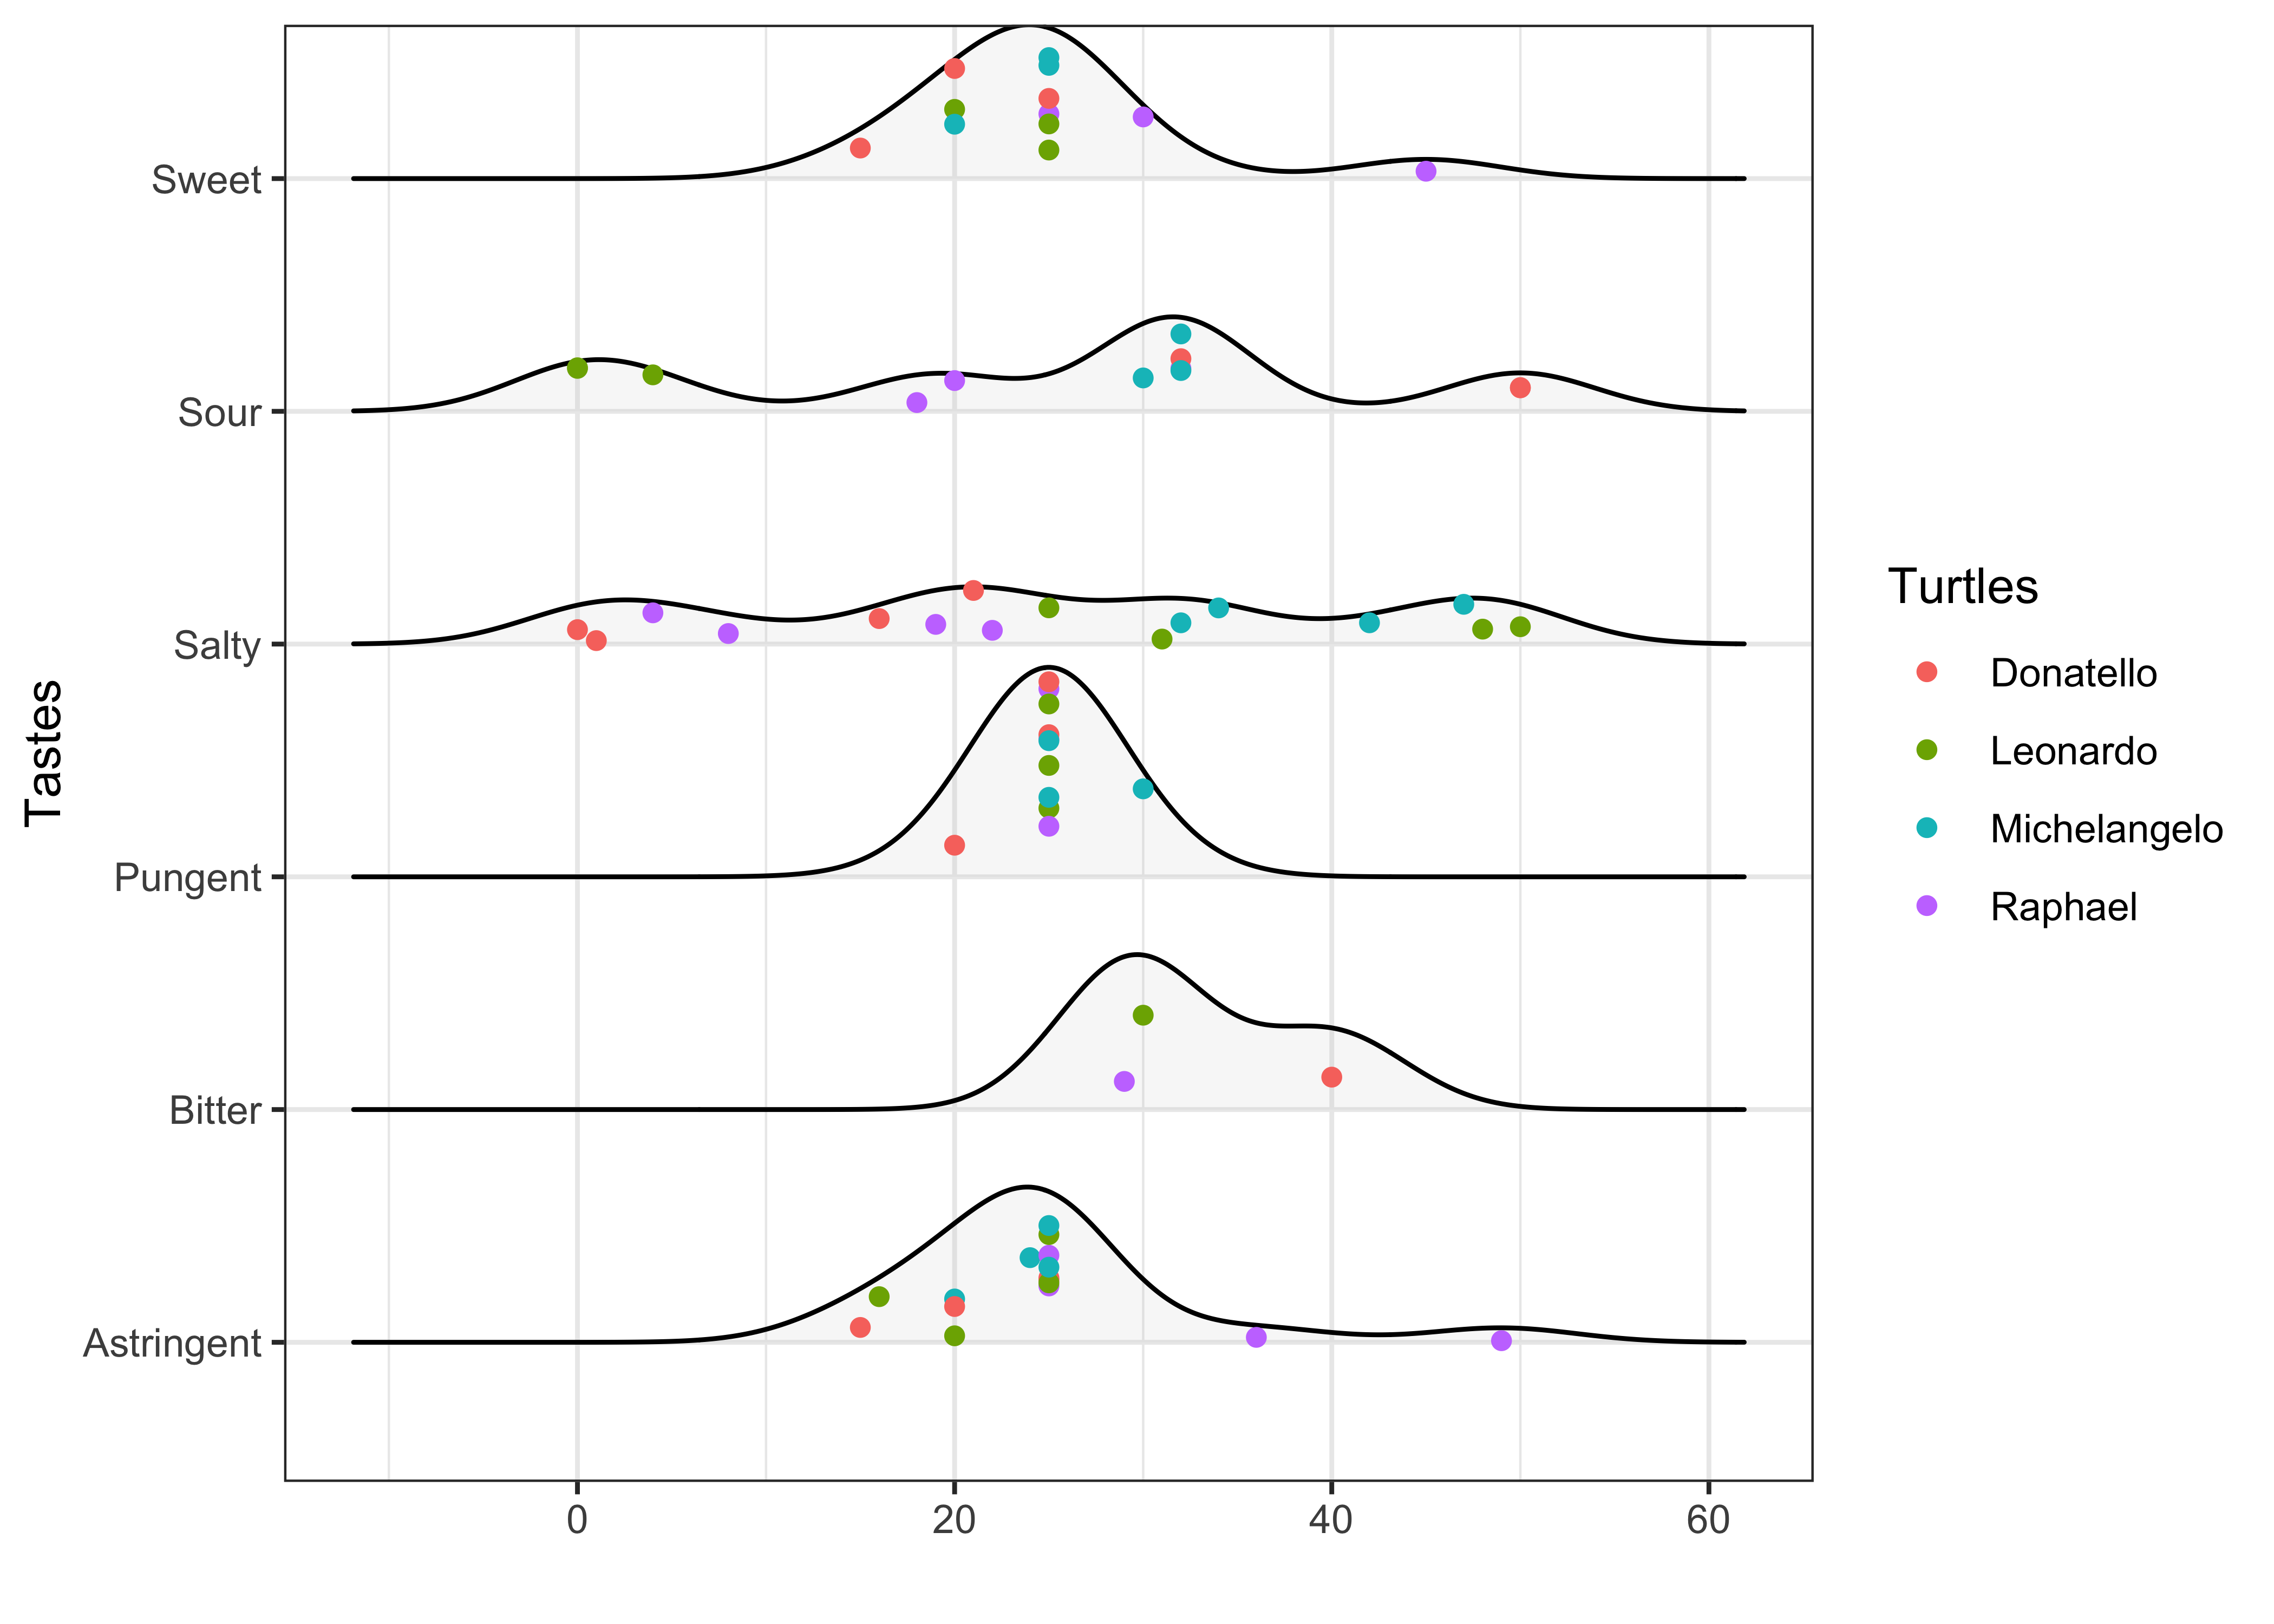 Tastes
Sweet
Sour
Salty
Pungent
Bitter
Astringent
0
20
40
60
Turtles
Donatello
Leonardo
Michelangelo
Raphael